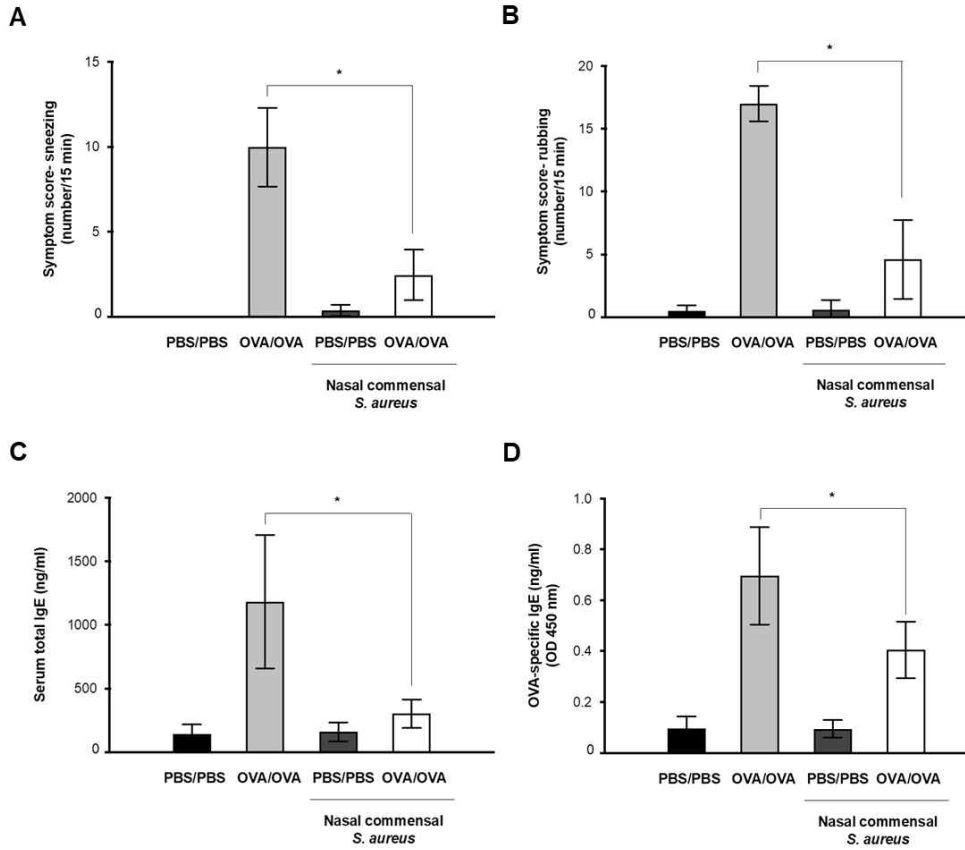 A
Symptom score- sneezing
(number/15 min)
15
10
5
0
*
PBS/PBS OVA/OVA PBS/PBS OVA/OVA
Nasal commensal
S. aureus
B
Symptom score- rubbing
(number/15 min)
20
15
10
5
0
*
PBS/PBS OVA/OVA PBS/PBS OVA/OVA
Nasal commensal
S. aureus
C
Serum total IgE (ng/ml)
2000
1500
1000
500
0
*
PBS/PBS OVA/OVA PBS/PBS OVA/OVA
Nasal commensal
S. aureus
D
OVA-specific IgE (ng/ml)
(OD 450 nm)
1.0
0.8
0.6
0.4
0.2
0
*
PBS/PBS OVA/OVA PBS/PBS OVA/OVA
Nasal commensal
S. aureus